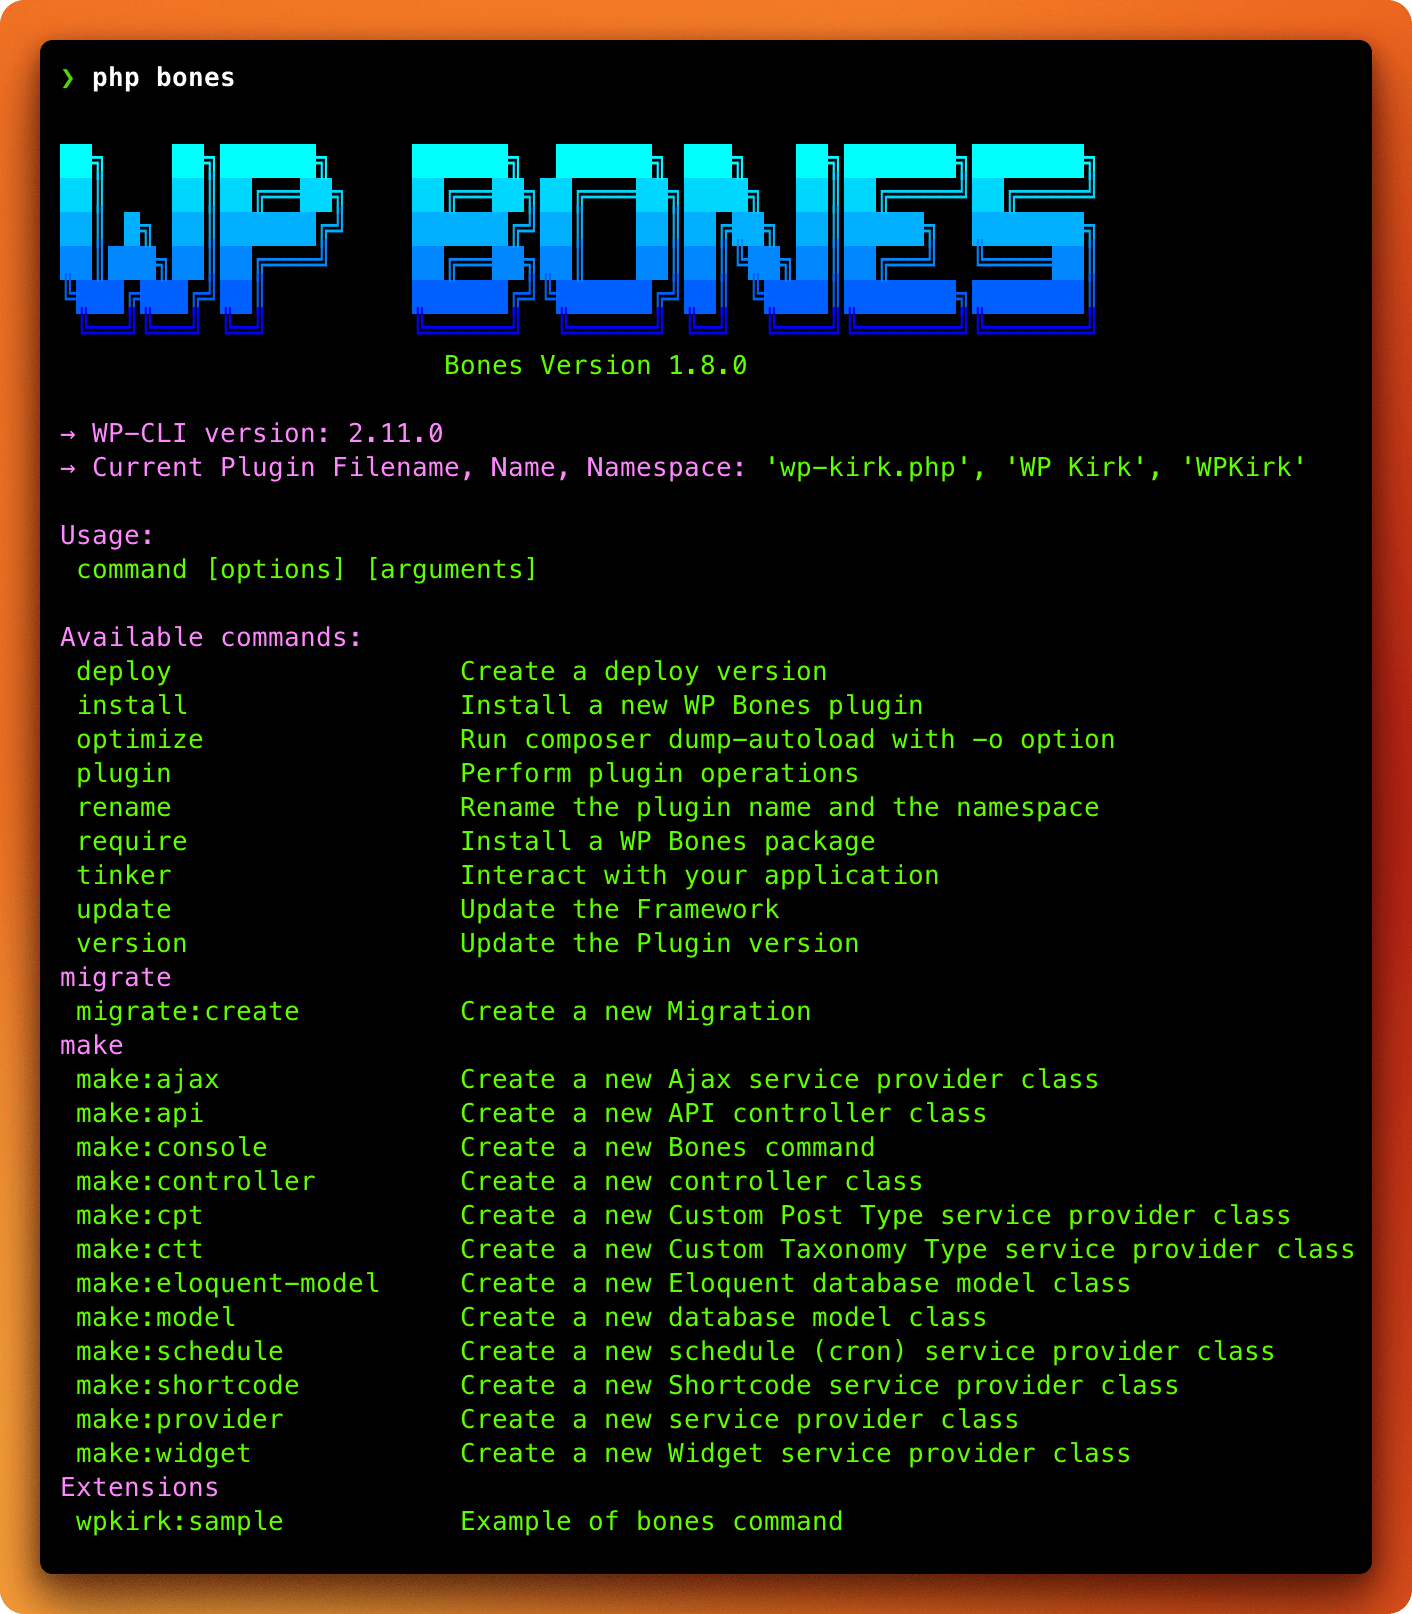 ❯ php bones
WP BONES
Bones Version 1.8.0
→ WP-CLI version: 2.11.0
→ Current Plugin Filename, Name, Namespace: 'wp-kirk.php', 'WP Kirk', 'WPKirk'
Usage:
command [options] [arguments]
Available commands:
deploy Create a deploy version
install Install a new WP Bones plugin
optimize Run composer dump-autoload with -o option
plugin Perform plugin operations
rename Rename the plugin name and the namespace
require Install a WP Bones package
tinker Interact with your application
update Update the Framework
version Update the Plugin version
migrate
migrate:create Create a new Migration
make
make:ajax Create a new Ajax service provider class
make:api Create a new API controller class
make:console Create a new Bones command
make:controller Create a new controller class
make:cpt Create a new Custom Post Type service provider class
make:ctt Create a new Custom Taxonomy Type service provider class
make:eloquent-model Create a new Eloquent database model class
make:model Create a new database model class
make:schedule Create a new schedule (cron) service provider class
make:shortcode Create a new Shortcode service provider class
make:provider Create a new service provider class
make:widget Create a new Widget service provider class
Extensions
wpkirk:sample Example of bones command